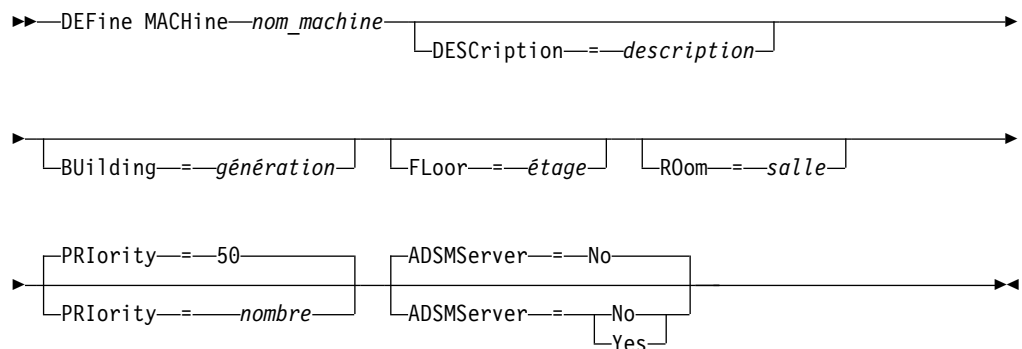 DEFine MACHine nom_machine
DESCription = description
BUilding = génération FLoor = étage ROom = salle
PRIority = 50 ADSMServer = No
PRIority = nombre ADSMServer = No
Yes